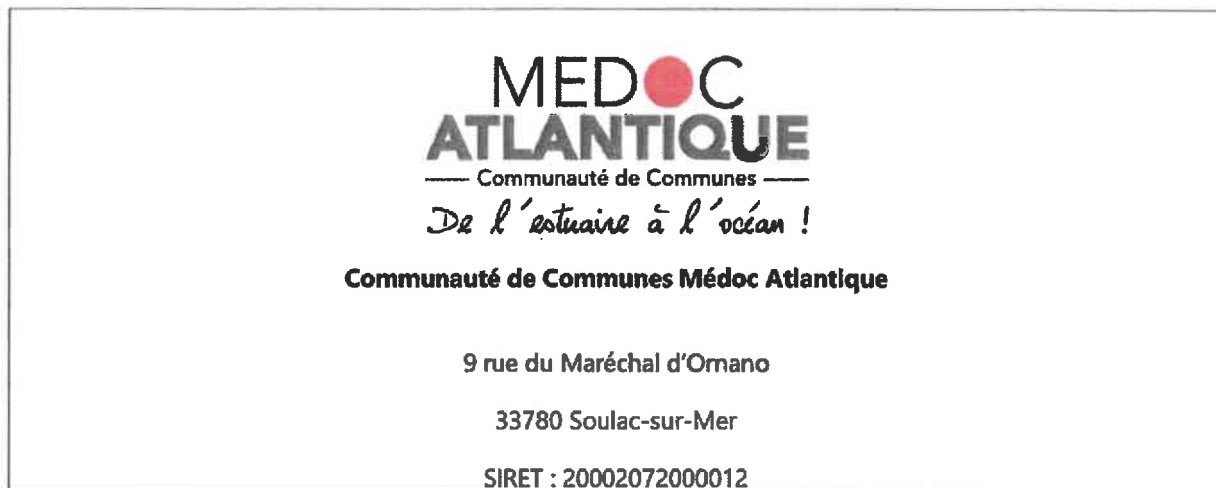 MEDOC
ATLANTIQUE
Communauté de Communes
De l'estuaire à l'océan !
Communauté de Communes Médoc Atlantique
9 rue du Maréchal d'Ornano
33780 Soulac-sur-Mer
SIRET : 20002072000012